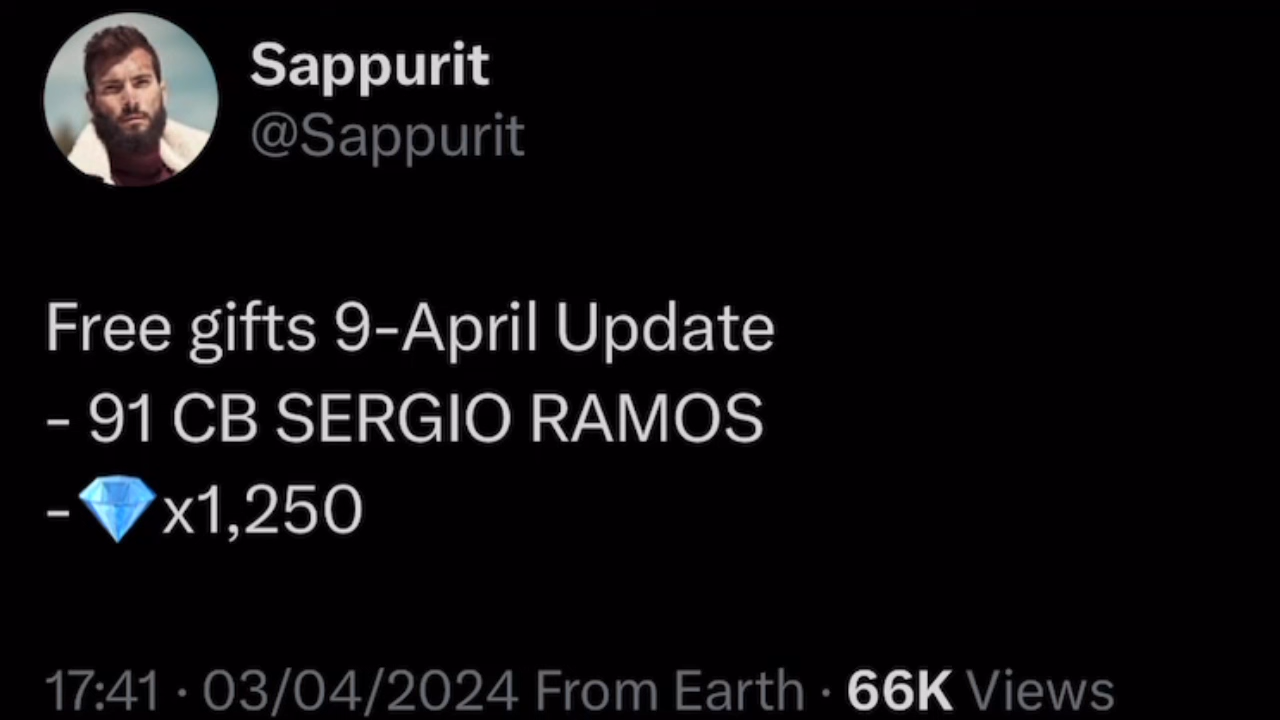 Sappurit
@Sappurit
Free gifts 9-April Update
- 91 CB SERGIO RAMOS
-💎x1,250
17:41 · 03/04/2024 From Earth · 66K Views